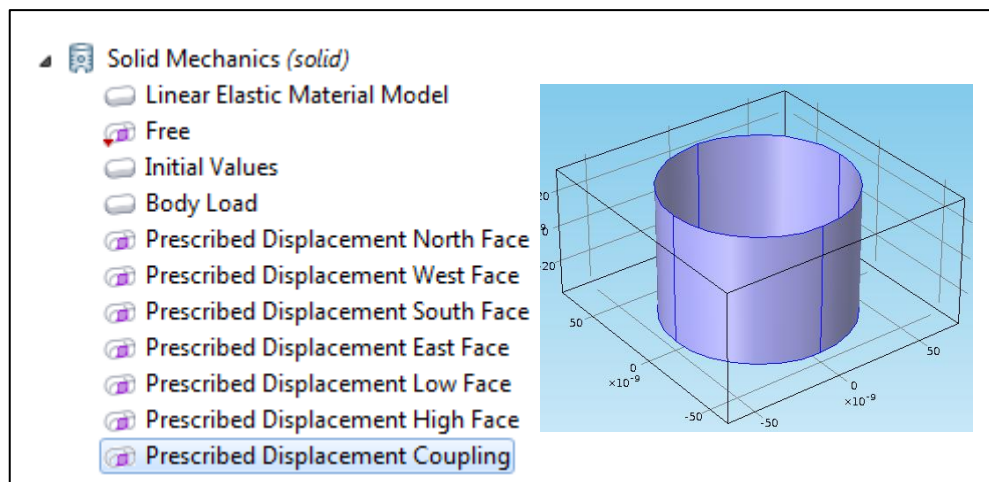 Solid Mechanics (solid)
Linear Elastic Material Model
Free
Initial Values
Body Load
Prescribed Displacement North Face
Prescribed Displacement West Face
Prescribed Displacement South Face
Prescribed Displacement East Face
Prescribed Displacement Low Face
Prescribed Displacement High Face
Prescribed Displacement Coupling
20
0
-20
50
0
×10⁻⁹
-50
50
0
×10⁻⁹
-50